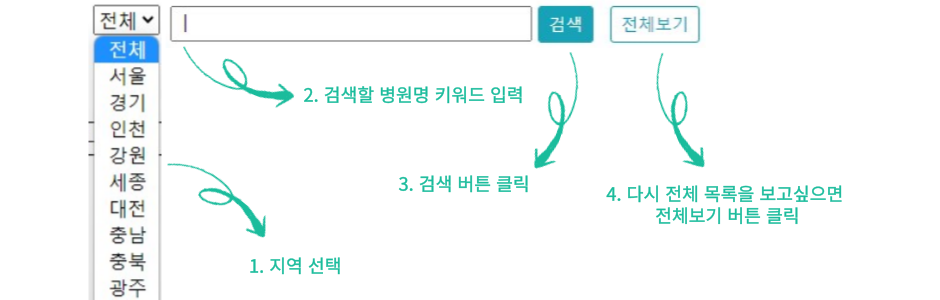 전체
검색
전체보기
전체
서울
경기
인천
강원
세종
대전
충남
충북
광주
2. 검색할 병원명 키워드 입력
3. 검색 버튼 클릭
4. 다시 전체 목록을 보고싶으면
전체보기 버튼 클릭
1. 지역 선택